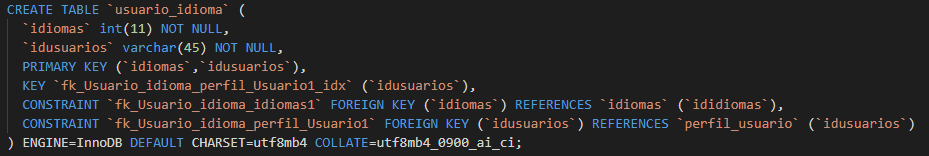 CREATE TABLE `usuario_idioma` (
`idiomas` int(11) NOT NULL,
`idusuarios` varchar(45) NOT NULL,
PRIMARY KEY (`idiomas`,`idusuarios`),
KEY `fk_Usuario_idioma_perfil_Usuario1_idx` (`idusuarios`),
CONSTRAINT `fk_Usuario_idioma_idiomas1` FOREIGN KEY (`idiomas`) REFERENCES `idiomas` (`ididiomas`),
CONSTRAINT `fk_Usuario_idioma_perfil_Usuario1` FOREIGN KEY (`idusuarios`) REFERENCES `perfil_usuario` (`idusuarios`)
) ENGINE=InnoDB DEFAULT CHARSET=utf8mb4 COLLATE=utf8mb4_0900_ai_ci;